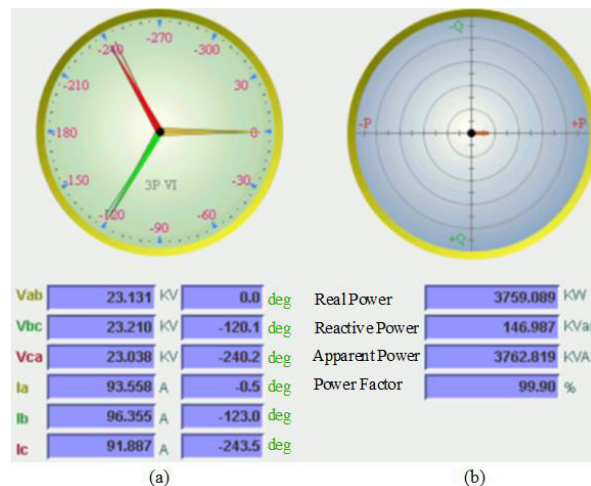 -270
-240
-300
-210
30
-180
0
3P VI
-150
-30
-120
-60
-90
-Q
-P
+P
+Q
Vab 23.131 KV 0.0 deg
Vbc 23.210 KV -120.1 deg
Vca 23.038 KV -240.2 deg
Ia 93.558 A -0.5 deg
Ib 96.355 A -123.0 deg
Ic 91.887 A -243.5 deg
Real Power 3759.089 KW
Reactive Power 146.987 KVar
Apparent Power 3762.819 KVA
Power Factor 99.90 %
(a)
(b)